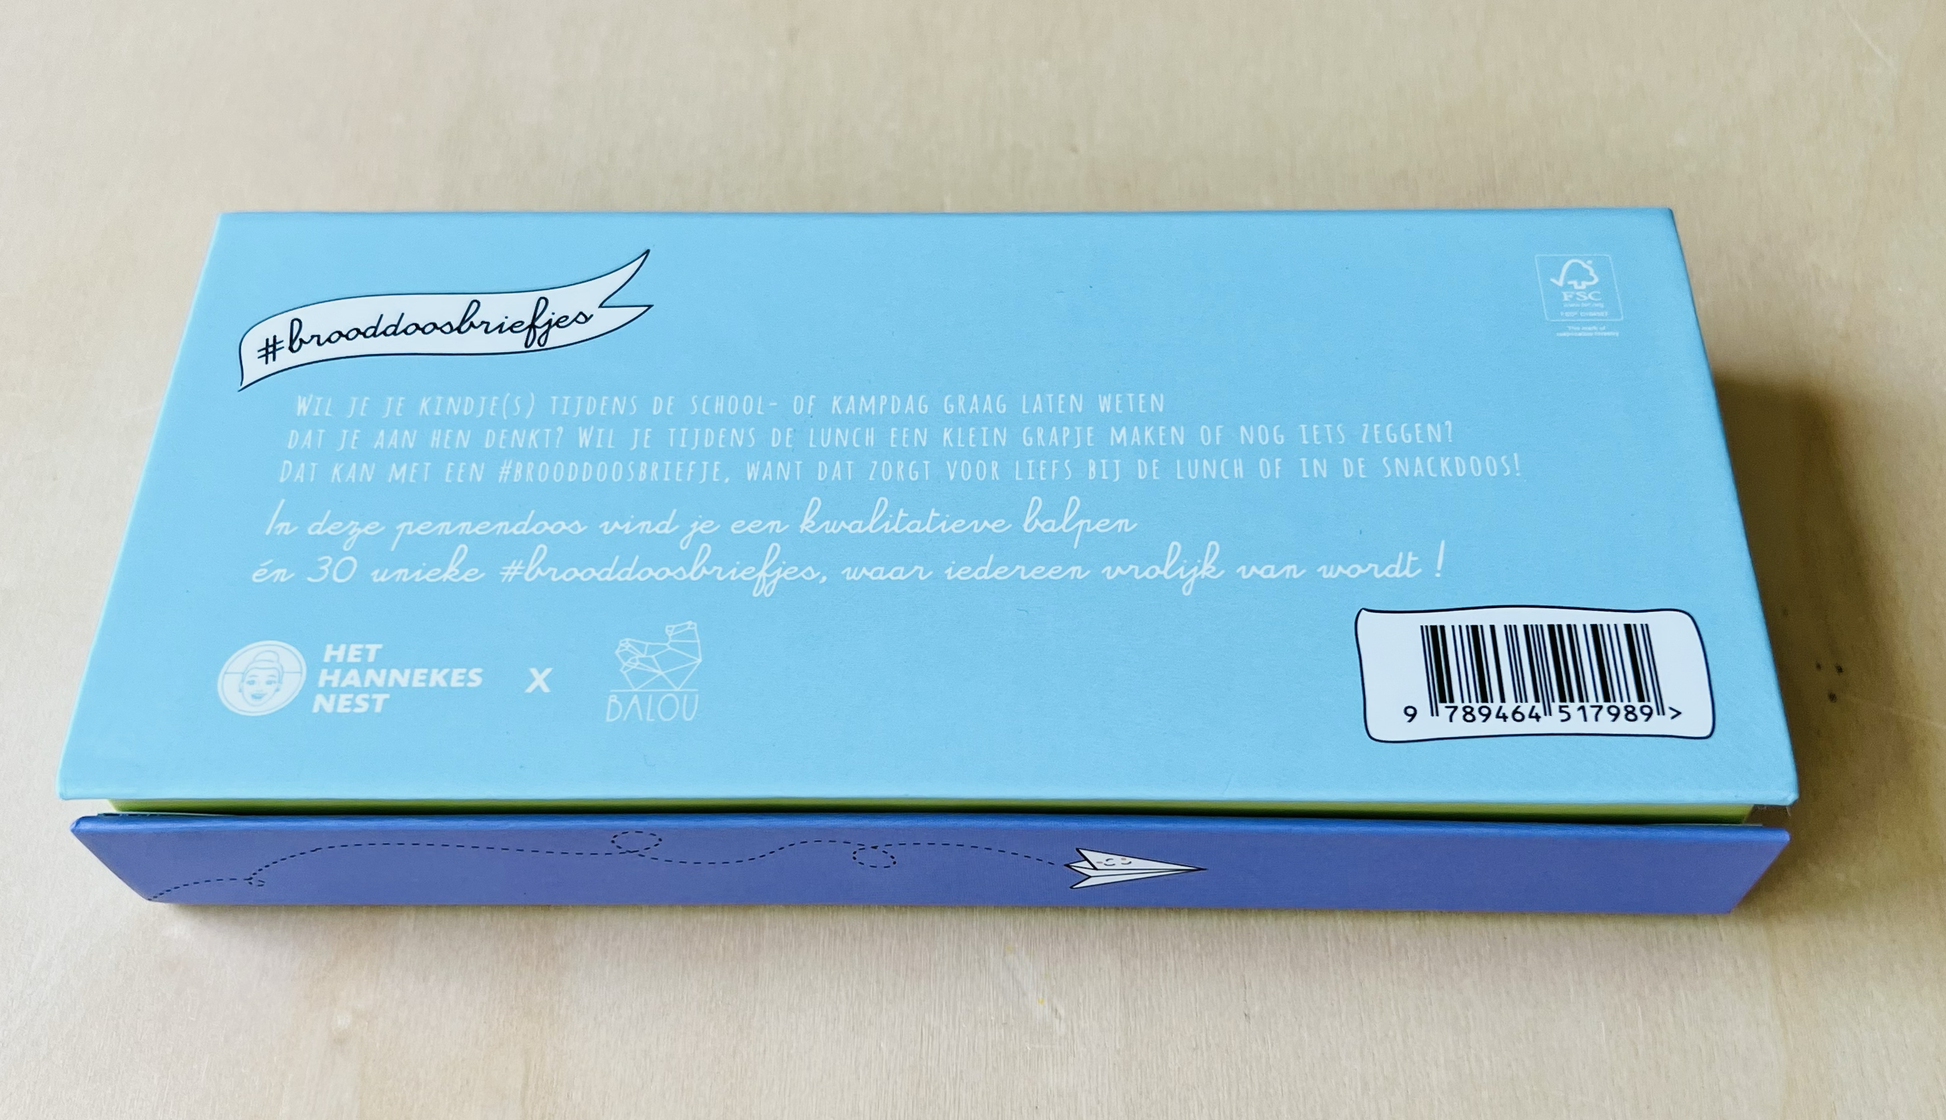 #brooddoosbriefjes
FSC
WIL JE JE KINDJE(S) TIJDENS DE SCHOOL- OF KAMPDAG GRAAG LATEN WETEN
DAT JE AAN HEN DENKT? WIL JE TIJDENS DE LUNCH EEN KLEIN GRAPJE MAKEN OF NOG IETS ZEGGEN?
DAT KAN MET EEN #BROODDOOSBRIEFJE, WANT DAT ZORGT VOOR LIEFS BIJ DE LUNCH OF IN DE SNACKDOOS!
In deze pennendoos vind je een kwalitatieve balpen
én 30 unieke #brooddoosbriefjes, waar iedereen vrolijk van wordt!
HET
HANNEKES
NEST
X
BALOU
9 789464 517989 >